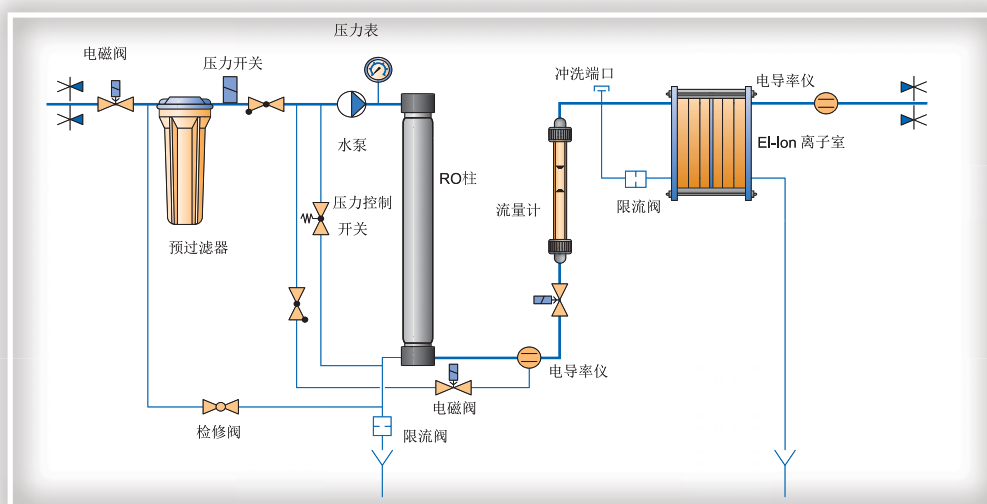 压力表
电磁阀
压力开关
冲洗端口
电导率仪
水泵
El-Ion 离子室
RO柱
压力控制
开关
流量计
限流阀
预过滤器
电导率仪
电磁阀
检修阀
限流阀